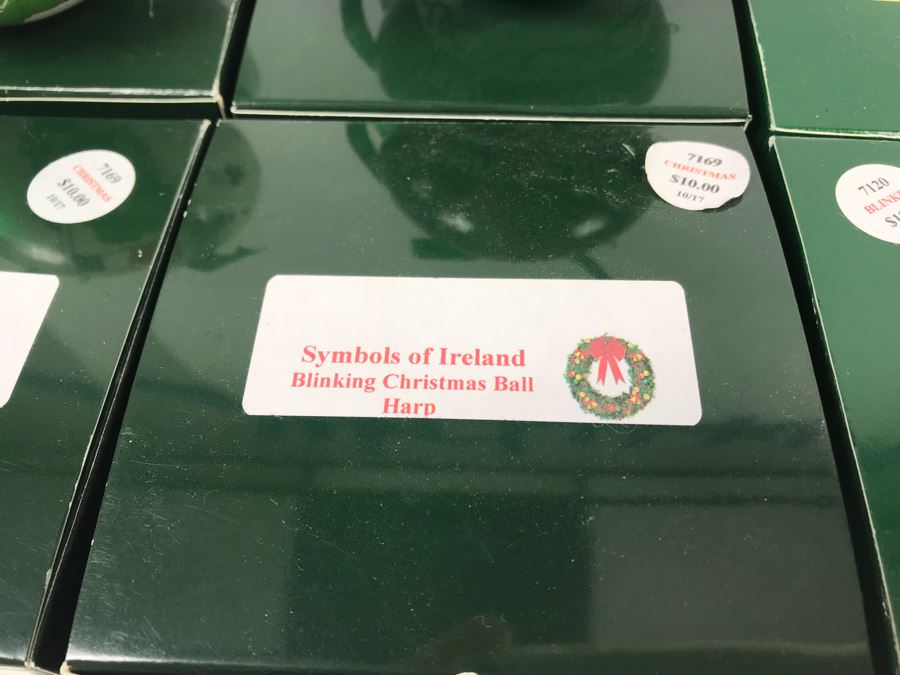 7169
CHRISTMAS
$10.00
10/17
7169
CHRISTMAS
$10.00
10/17
7120
Symbols of Ireland
Blinking Christmas Ball
Harp